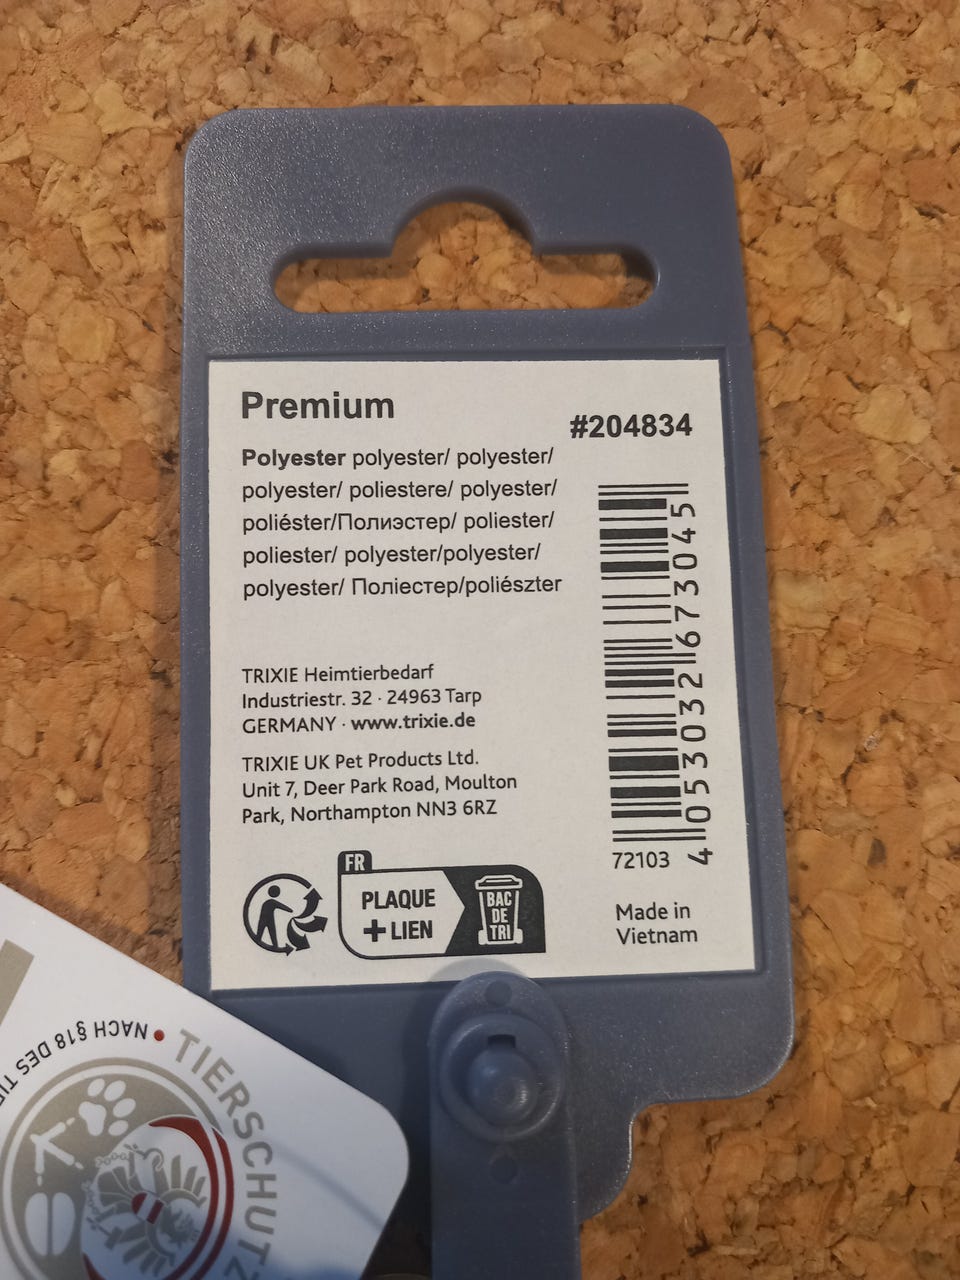 Premium
#204834
Polyester polyester/ polyester/
polyester/ poliestere/ polyester/
poliéster/Полиэстер/ poliester/
poliester/ polyester/polyester/
polyester/ Поліестер/poliészter
TRIXIE Heimtierbedarf
Industriestr. 32 · 24963 Tarp
GERMANY · www.trixie.de
TRIXIE UK Pet Products Ltd.
Unit 7, Deer Park Road, Moulton
Park, Northampton NN3 6RZ
FR
PLAQUE
+ LIEN
BAC
DE
TRI
4 053032 673045
72103
Made in
Vietnam
• NACH §18 DES
TIERSCHUTZ